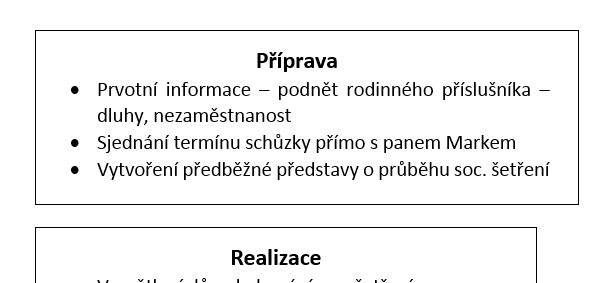 Příprava
• Prvotní informace – podnět rodinného příslušníka –
dluhy, nezaměstnanost
• Sjednání termínu schůzky přímo s panem Markem
• Vytvoření předběžné představy o průběhu soc. šetření
Realizace